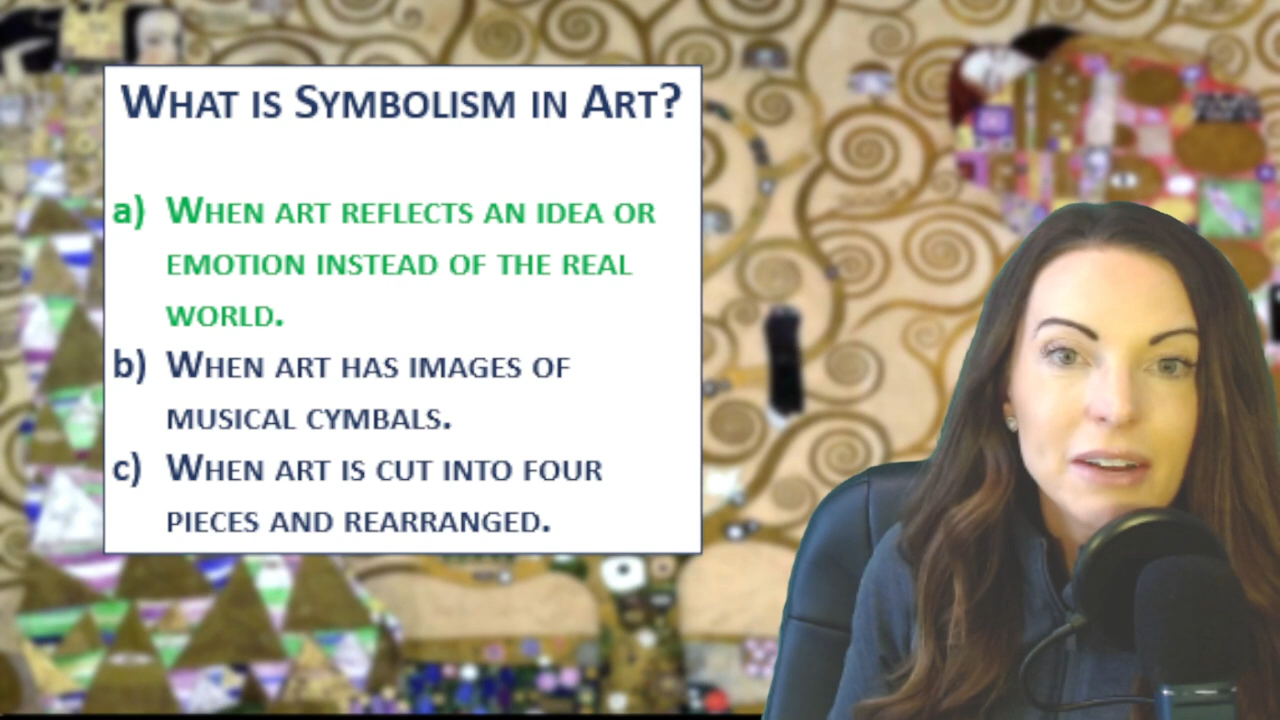 What is Symbolism in Art?
a) When art reflects an idea or
emotion instead of the real
world.
b) When art has images of
musical cymbals.
c) When art is cut into four
pieces and rearranged.